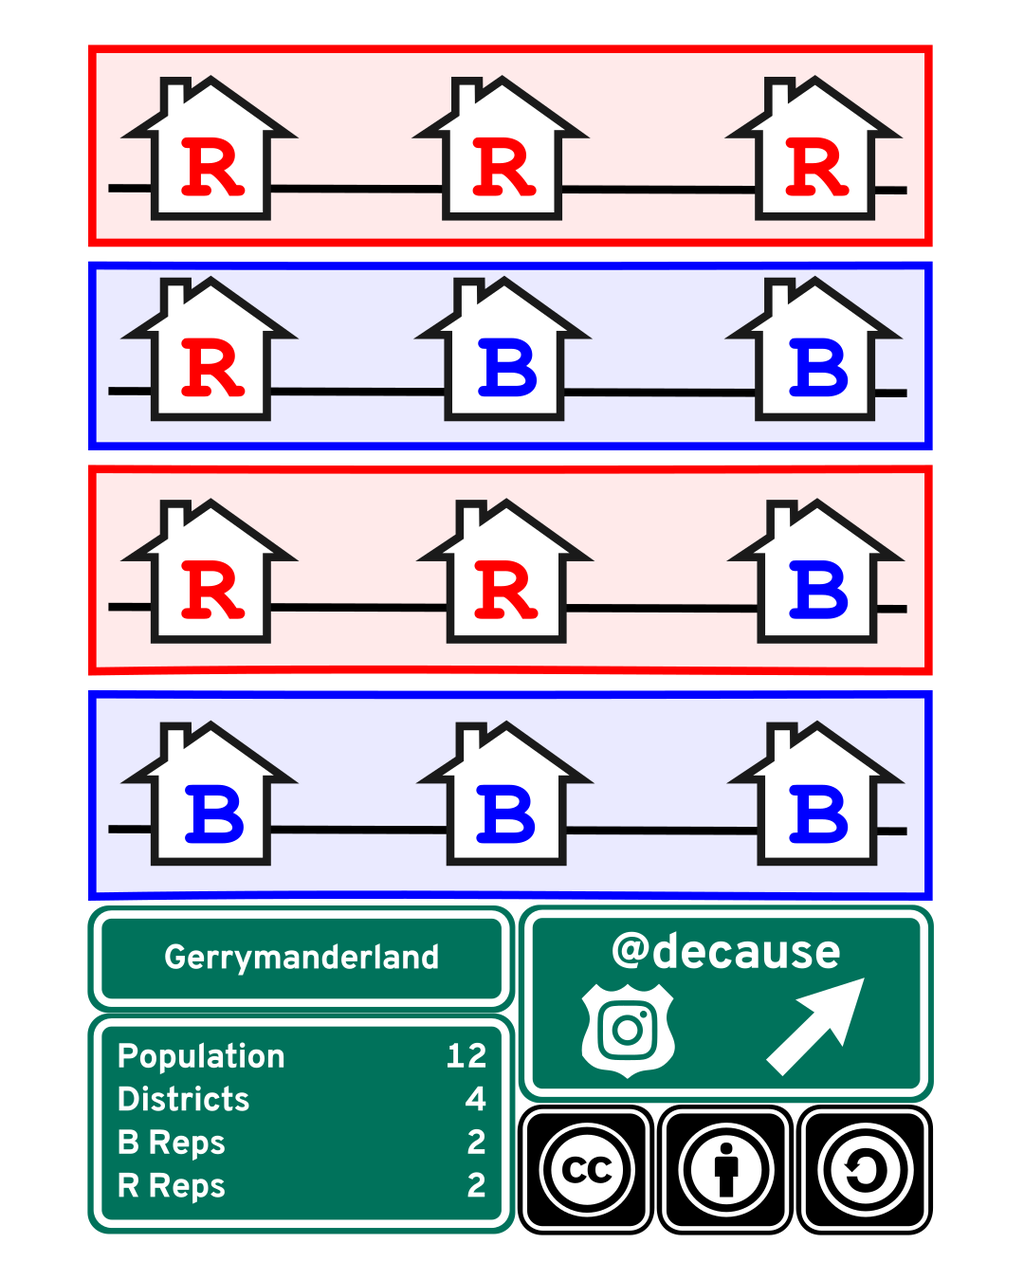 R R R
R B B
R R B
B B B
Gerrymanderland
@decause
Population 12
Districts 4
B Reps 2
R Reps 2
cc